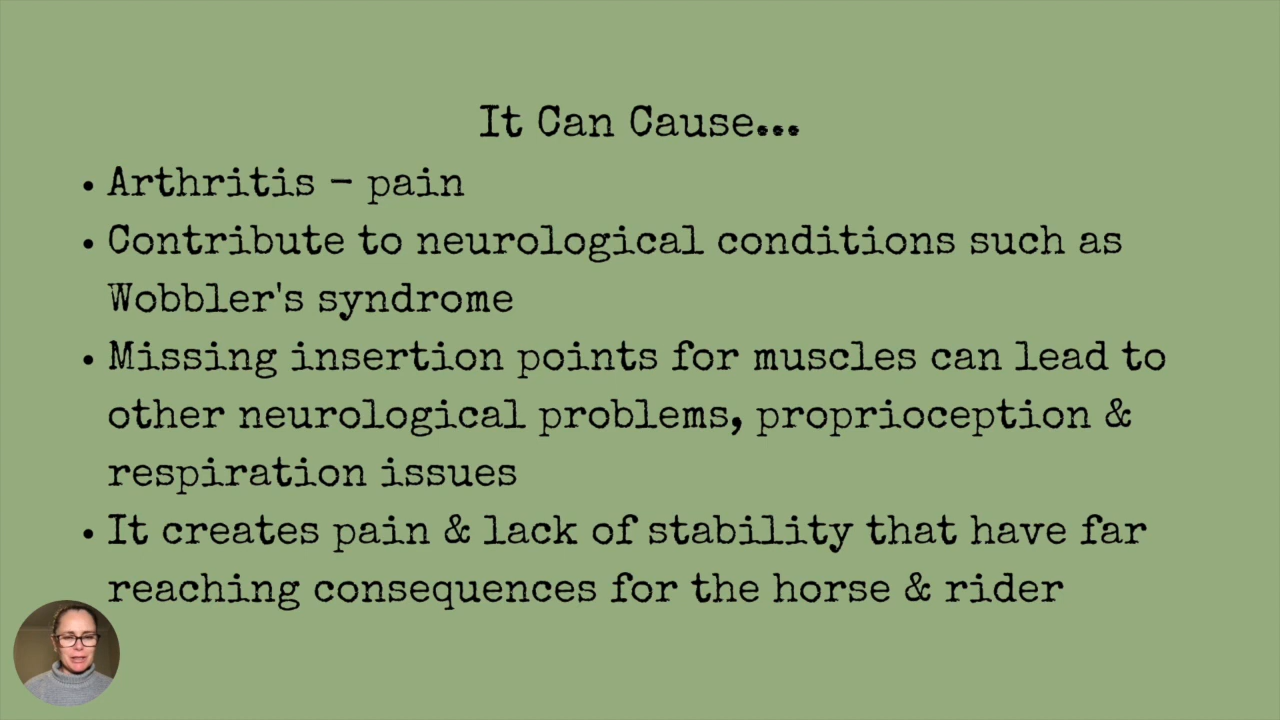 It Can Cause...
• Arthritis - pain
• Contribute to neurological conditions such as
Wobbler's syndrome
• Missing insertion points for muscles can lead to
other neurological problems, proprioception &
respiration issues
• It creates pain & lack of stability that have far
reaching consequences for the horse & rider